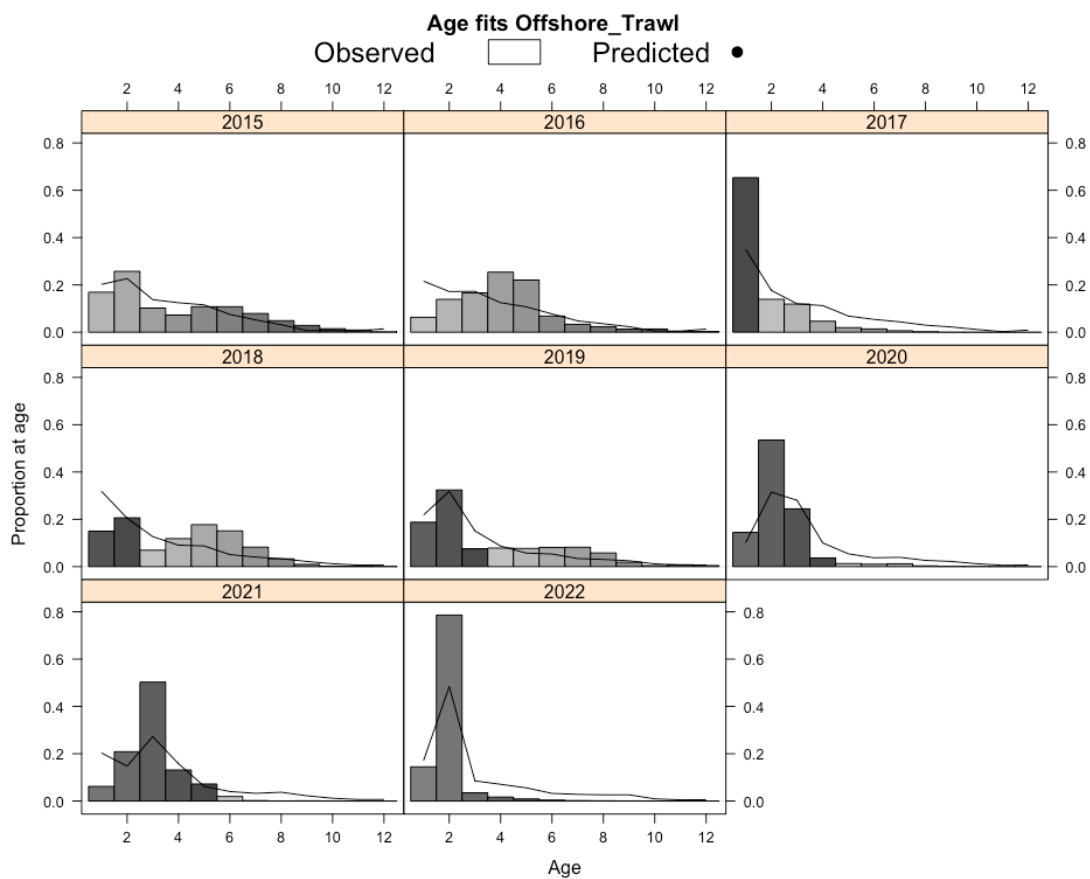 Age fits Offshore_Trawl
Observed Predicted
2 4 6 8 10 12 2 4 6 8 10 12 2 4 6 8 10 12
2015 2016 2017
0.8 0.8
0.6 0.6
0.4 0.4
0.2 0.2
0.0 0.0
2018 2019 2020
0.8 0.8
0.6 0.6
0.4 0.4
0.2 0.2
0.0 0.0
Proportion at age
2021 2022
0.8 0.8
0.6 0.6
0.4 0.4
0.2 0.2
0.0 0.0
2 4 6 8 10 12 2 4 6 8 10 12
Age